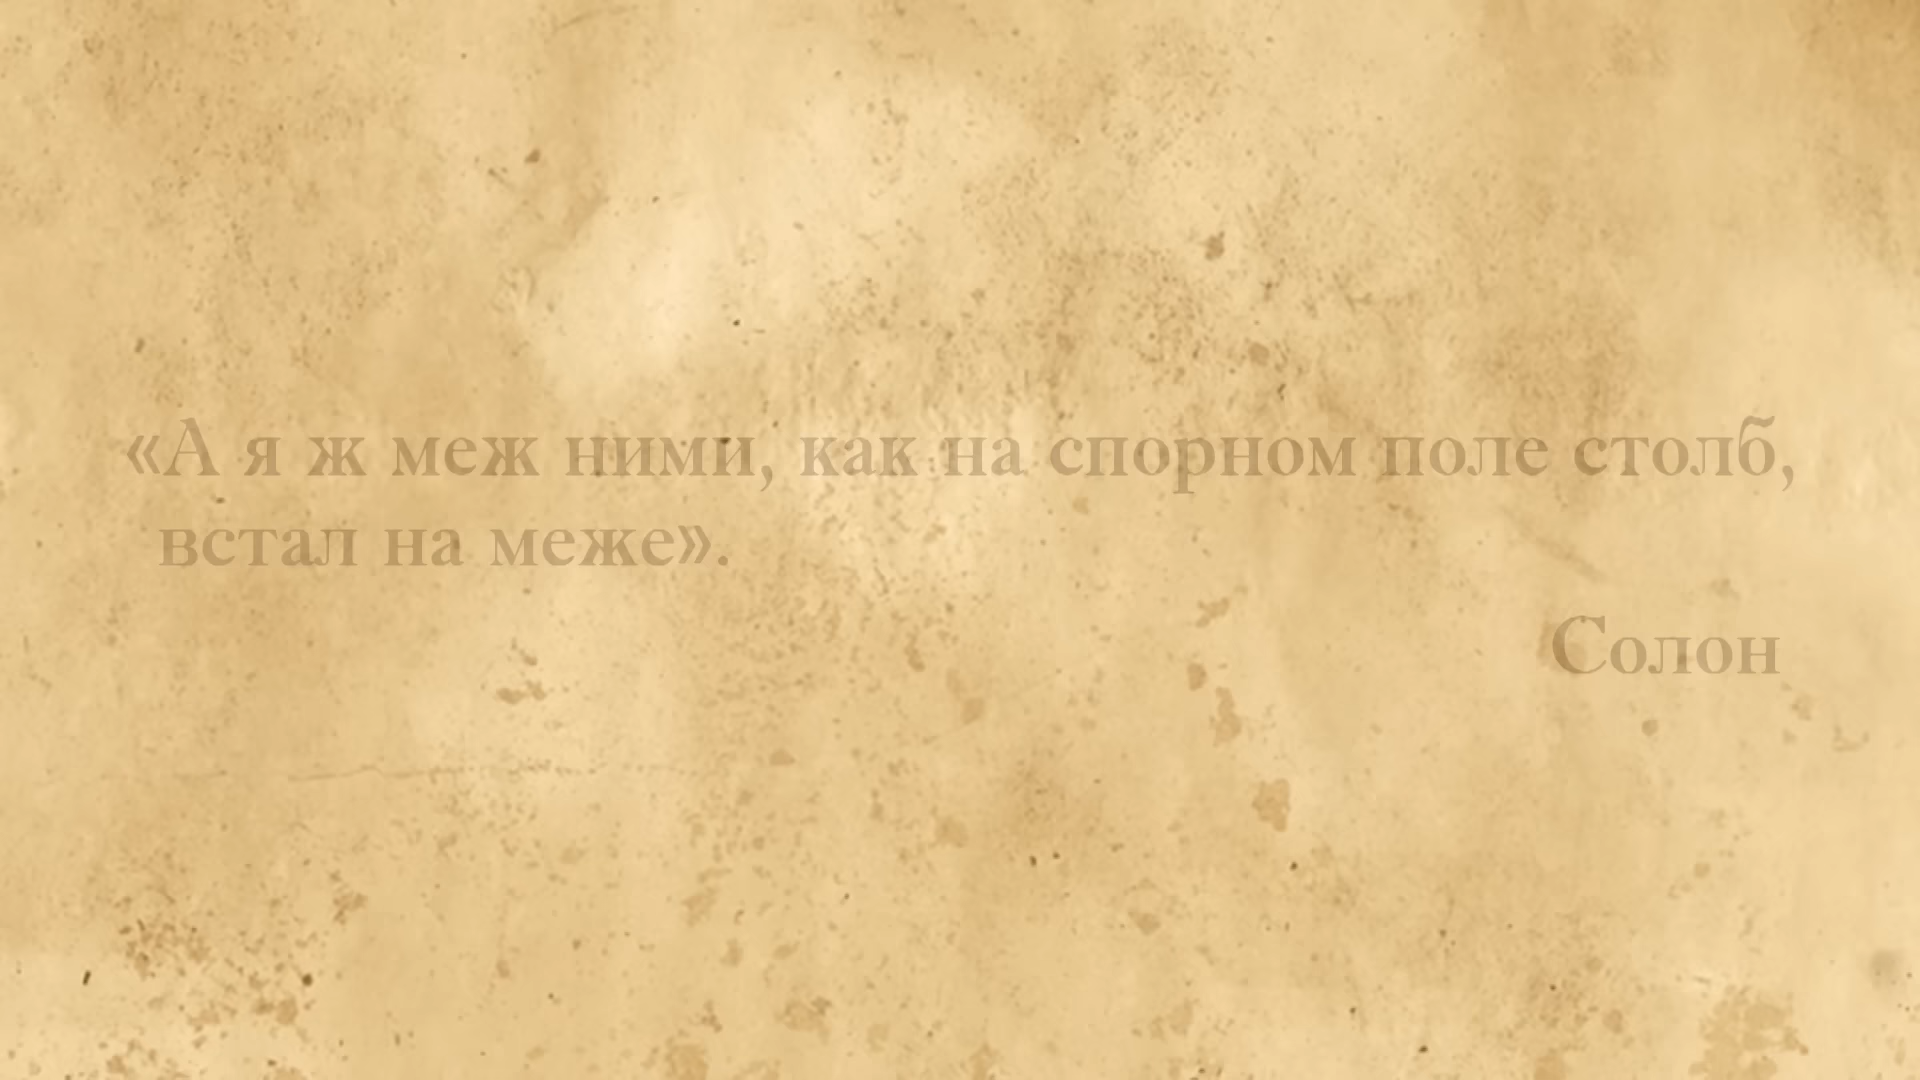 «А я ж меж ними, как на спорном поле столб,
встал на меже».
Солон